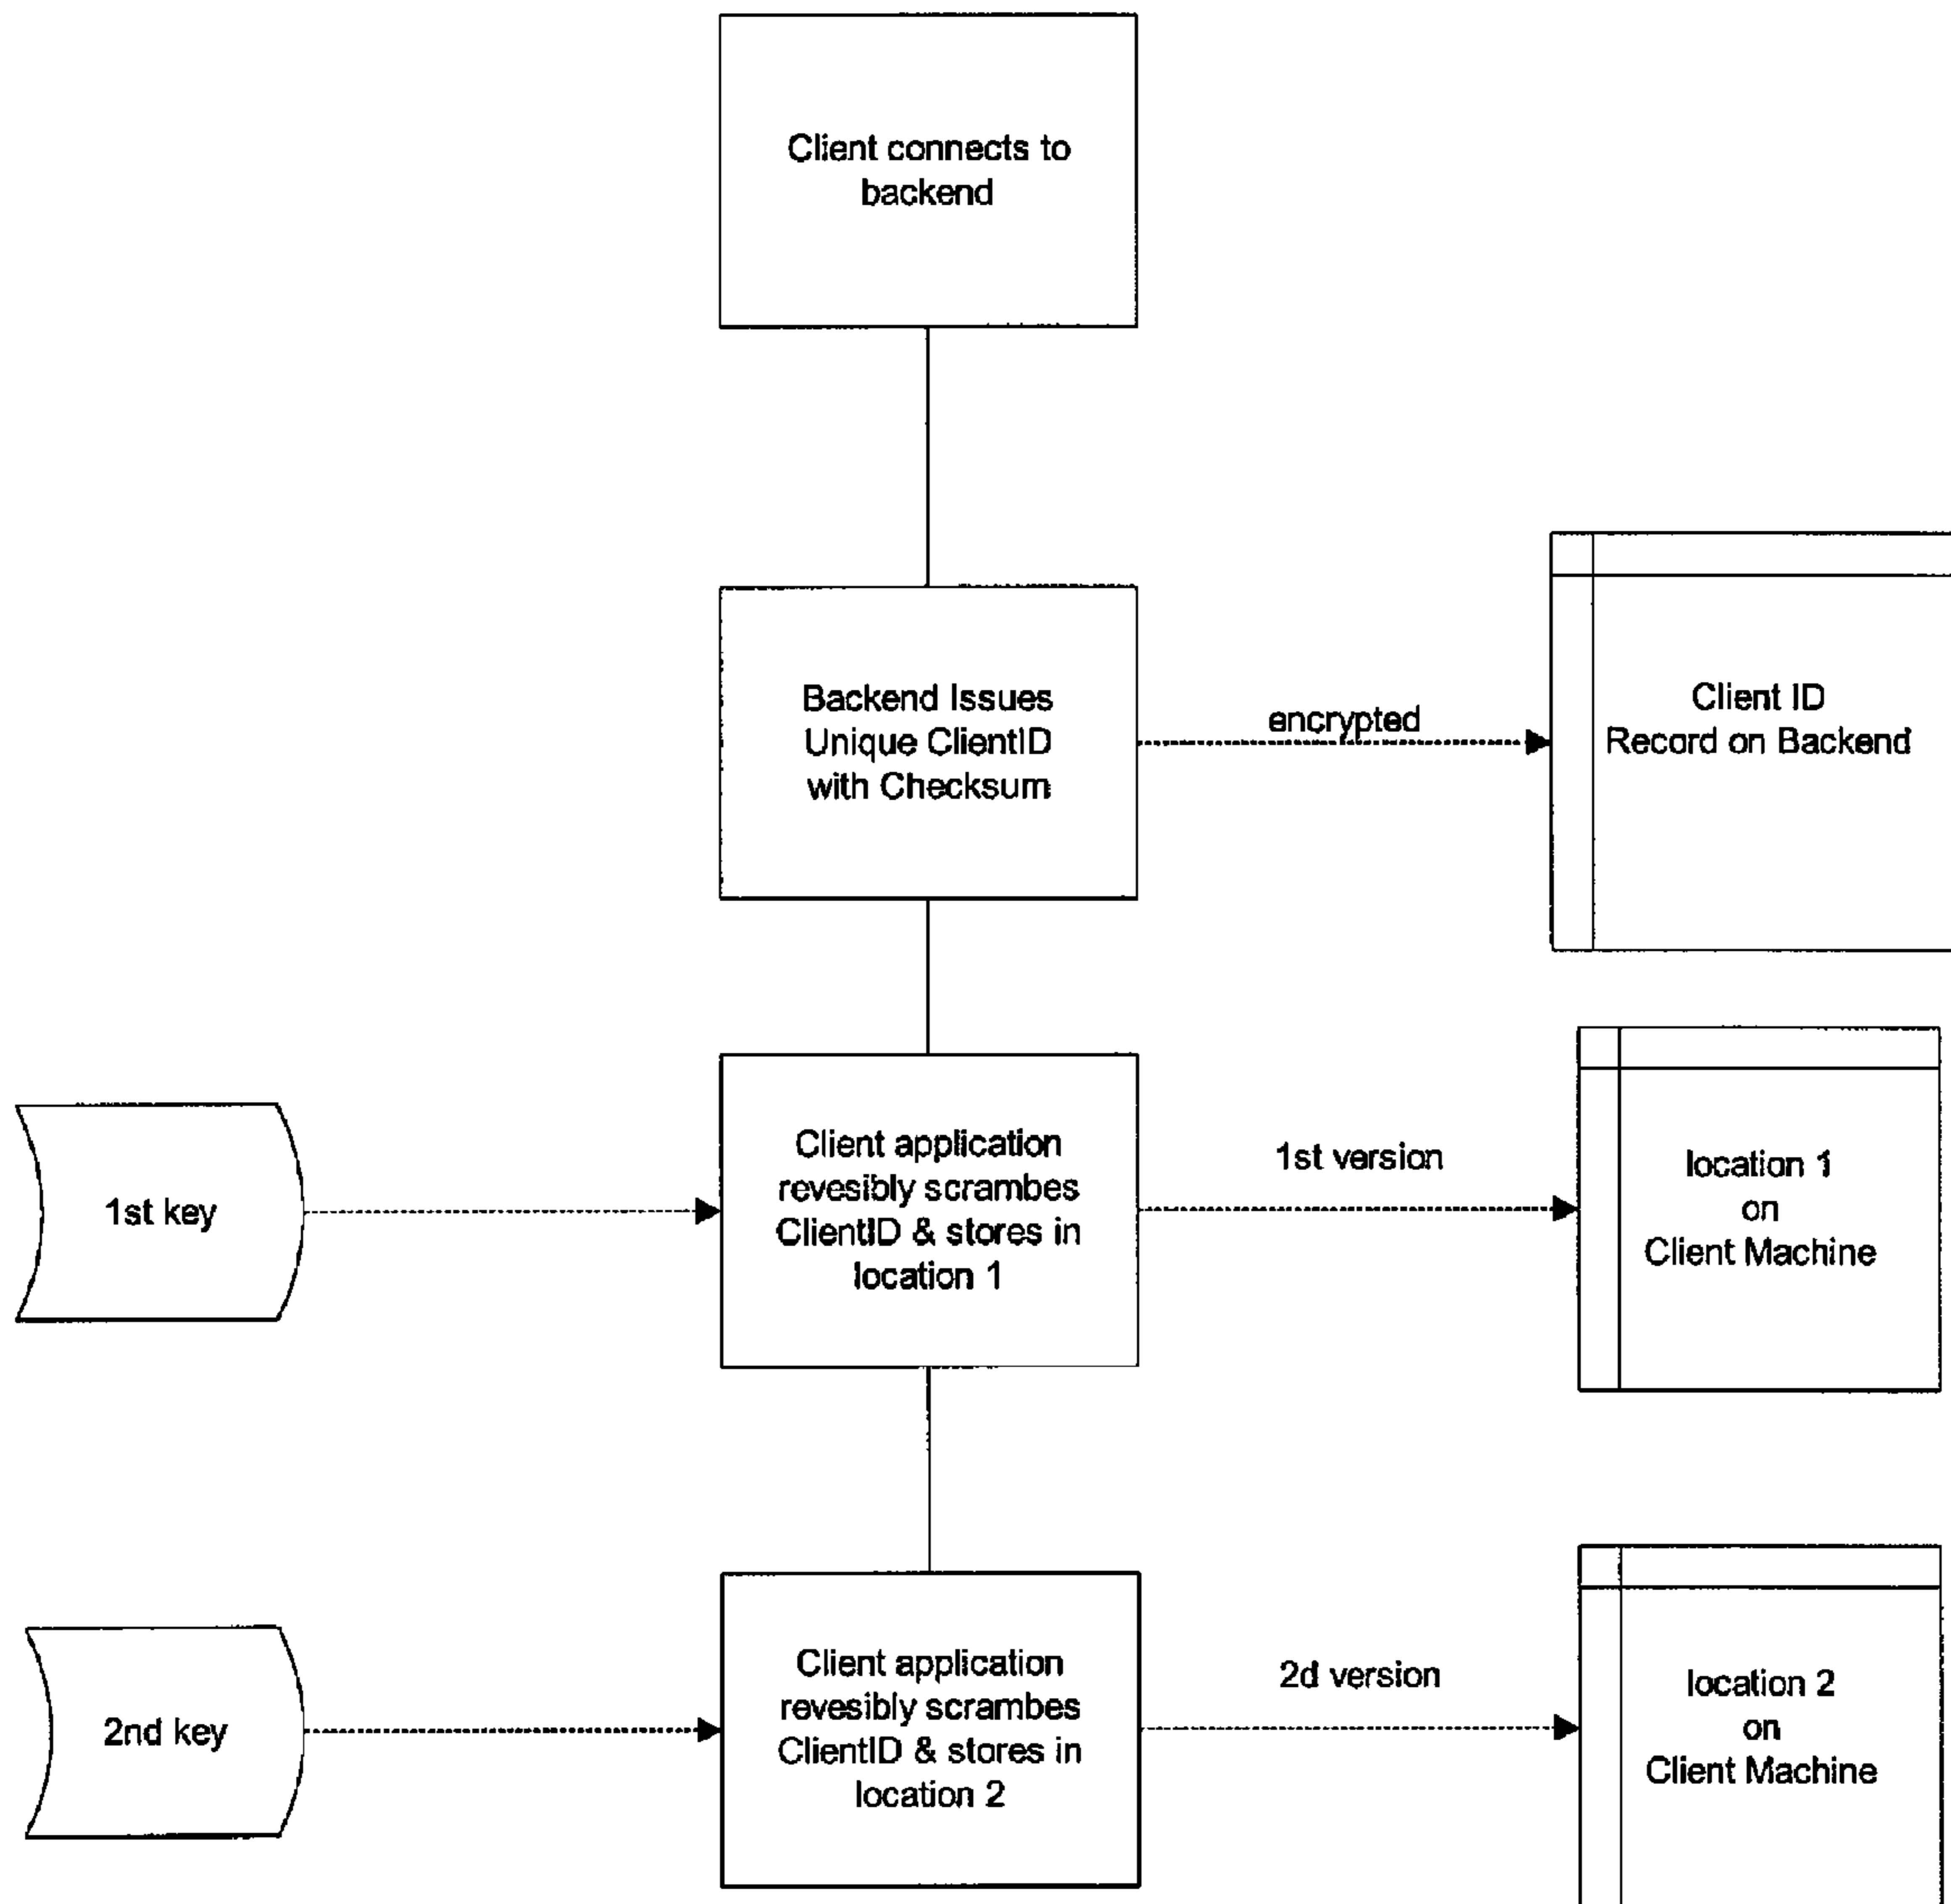 Client connects to
backend
Backend Issues
Unique ClientID
with Checksum
encrypted
Client ID
Record on Backend
1st key
Client application
revesibly scrambes
ClientID & stores in
location 1
1st version
location 1
on
Client Machine
2nd key
Client application
revesibly scrambes
ClientID & stores in
location 2
2d version
location 2
on
Client Machine